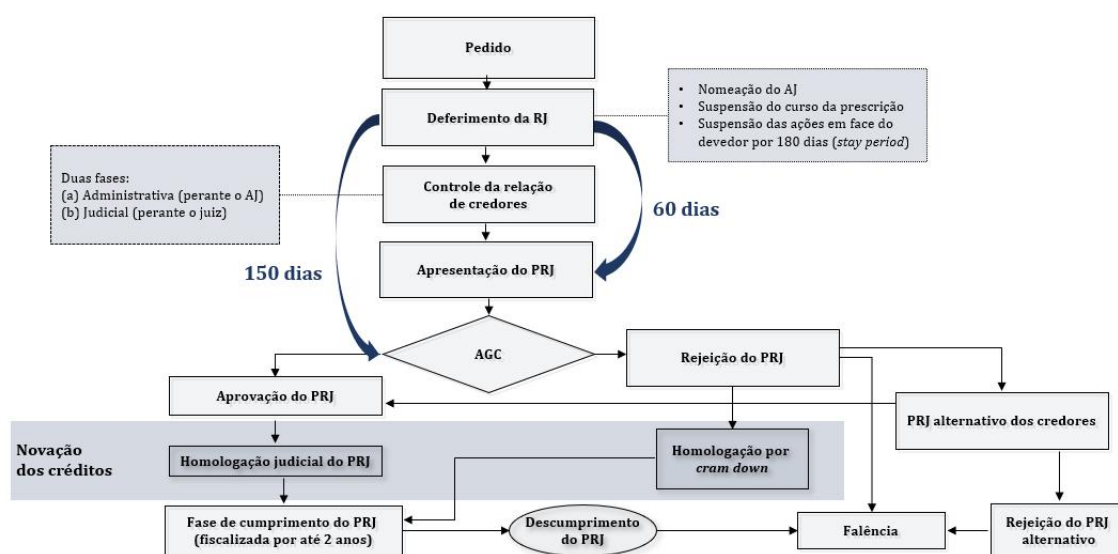 Pedido
Deferimento da RJ
• Nomeação do AJ
• Suspensão do curso da prescrição
• Suspensão das ações em face do
devedor por 180 dias (stay period)
Duas fases:
(a) Administrativa (perante o AJ)
(b) Judicial (perante o juiz)
Controle da relação
de credores
60 dias
150 dias
Apresentação do PRJ
AGC
Rejeição do PRJ
Aprovação do PRJ
PRJ alternativo dos credores
Novação
dos créditos
Homologação judicial do PRJ
Homologação por
cram down
Fase de cumprimento do PRJ
(fiscalizada por até 2 anos)
Descumprimento
do PRJ
Falência
Rejeição do PRJ
alternativo